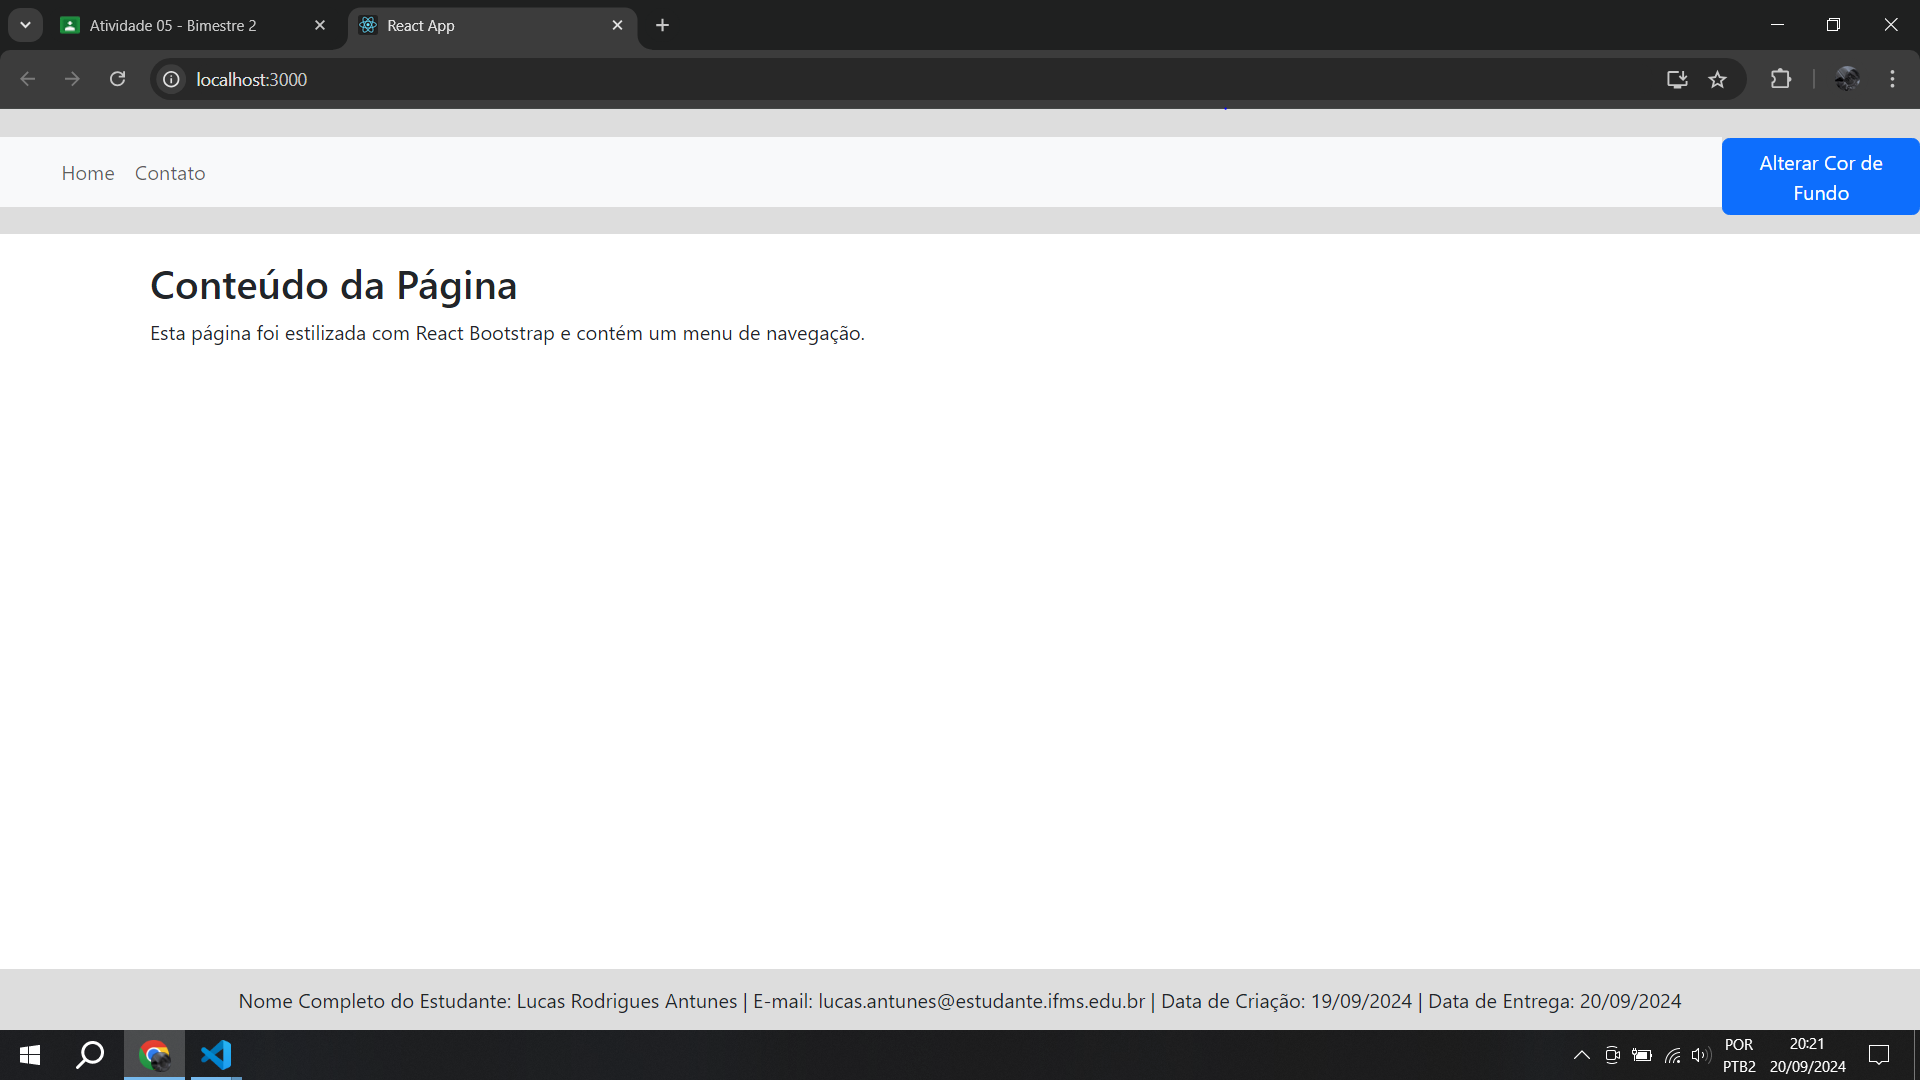 Atividade 05 - Bimestre 2
React App
localhost:3000
Home
Contato
Alterar Cor de
Fundo
Conteúdo da Página
Esta página foi estilizada com React Bootstrap e contém um menu de navegação.
Nome Completo do Estudante: Lucas Rodrigues Antunes | E-mail: lucas.antunes@estudante.ifms.edu.br | Data de Criação: 19/09/2024 | Data de Entrega: 20/09/2024
POR
PTB2
20:21
20/09/2024